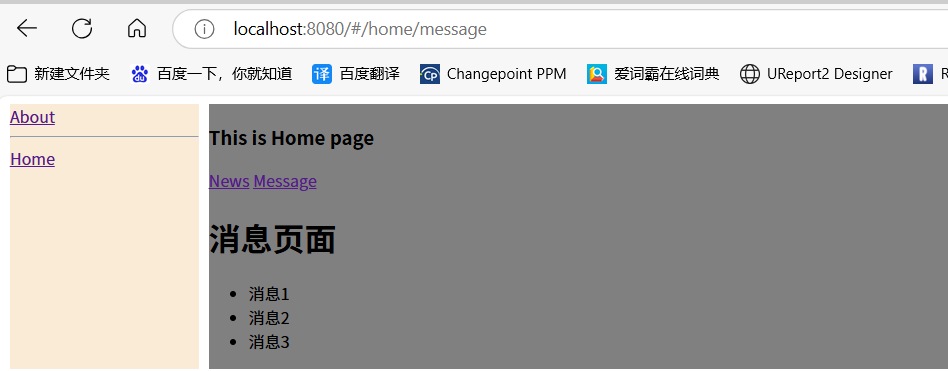 localhost:8080/#/home/message
新建文件夹 百度一下，你就知道 译 百度翻译 CP Changepoint PPM 爱词霸在线词典 UReport2 Designer R
About
Home
This is Home page
News Message
消息页面
消息1
消息2
消息3